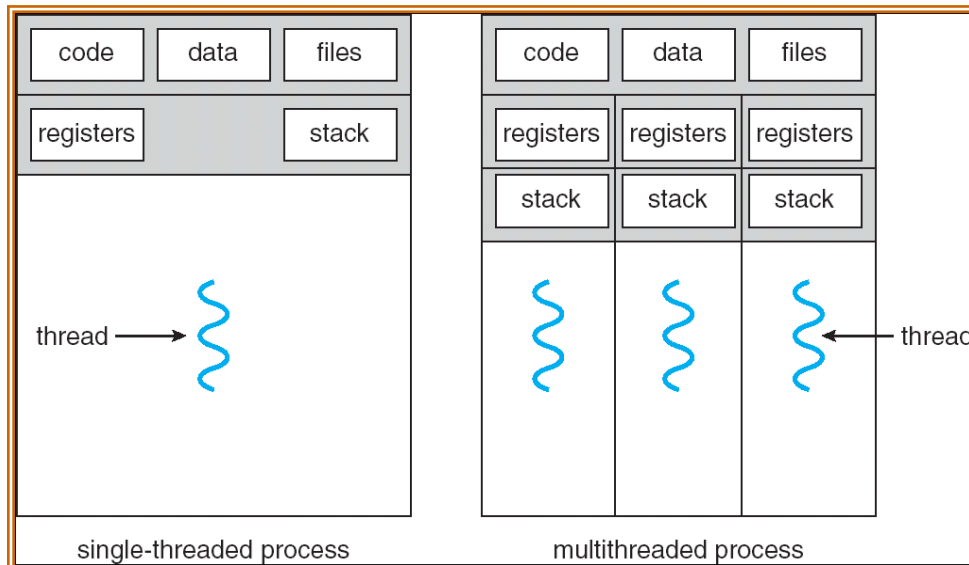 code data files code data files
registers stack registers registers registers
stack stack stack
thread thread
single-threaded process multithreaded process